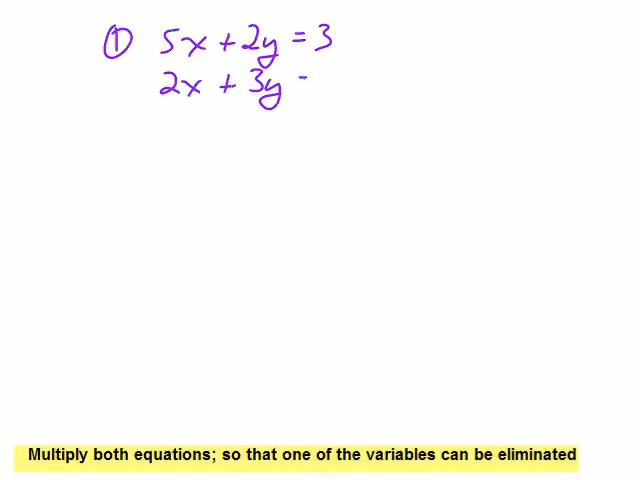 ① 5x + 2y = 3
2x + 3y -
Multiply both equations; so that one of the variables can be eliminated